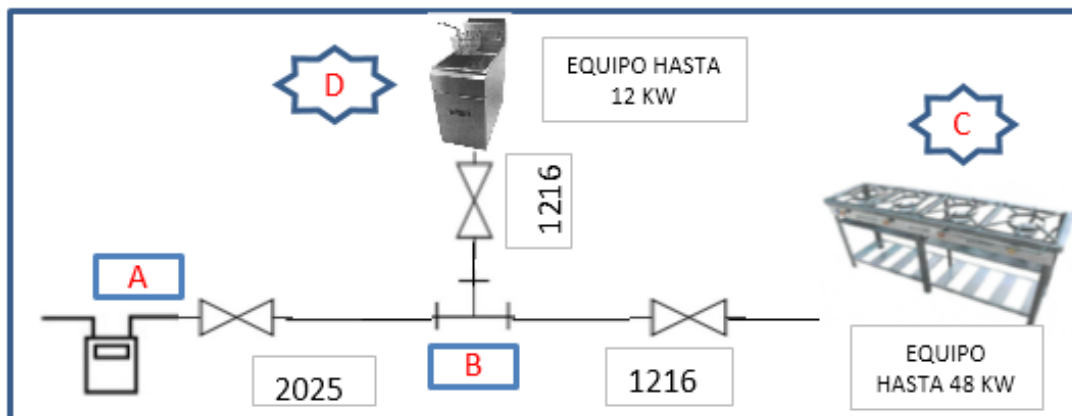 D
EQUIPO HASTA
12 KW
C
1216
A
2025
B
1216
EQUIPO
HASTA 48 KW